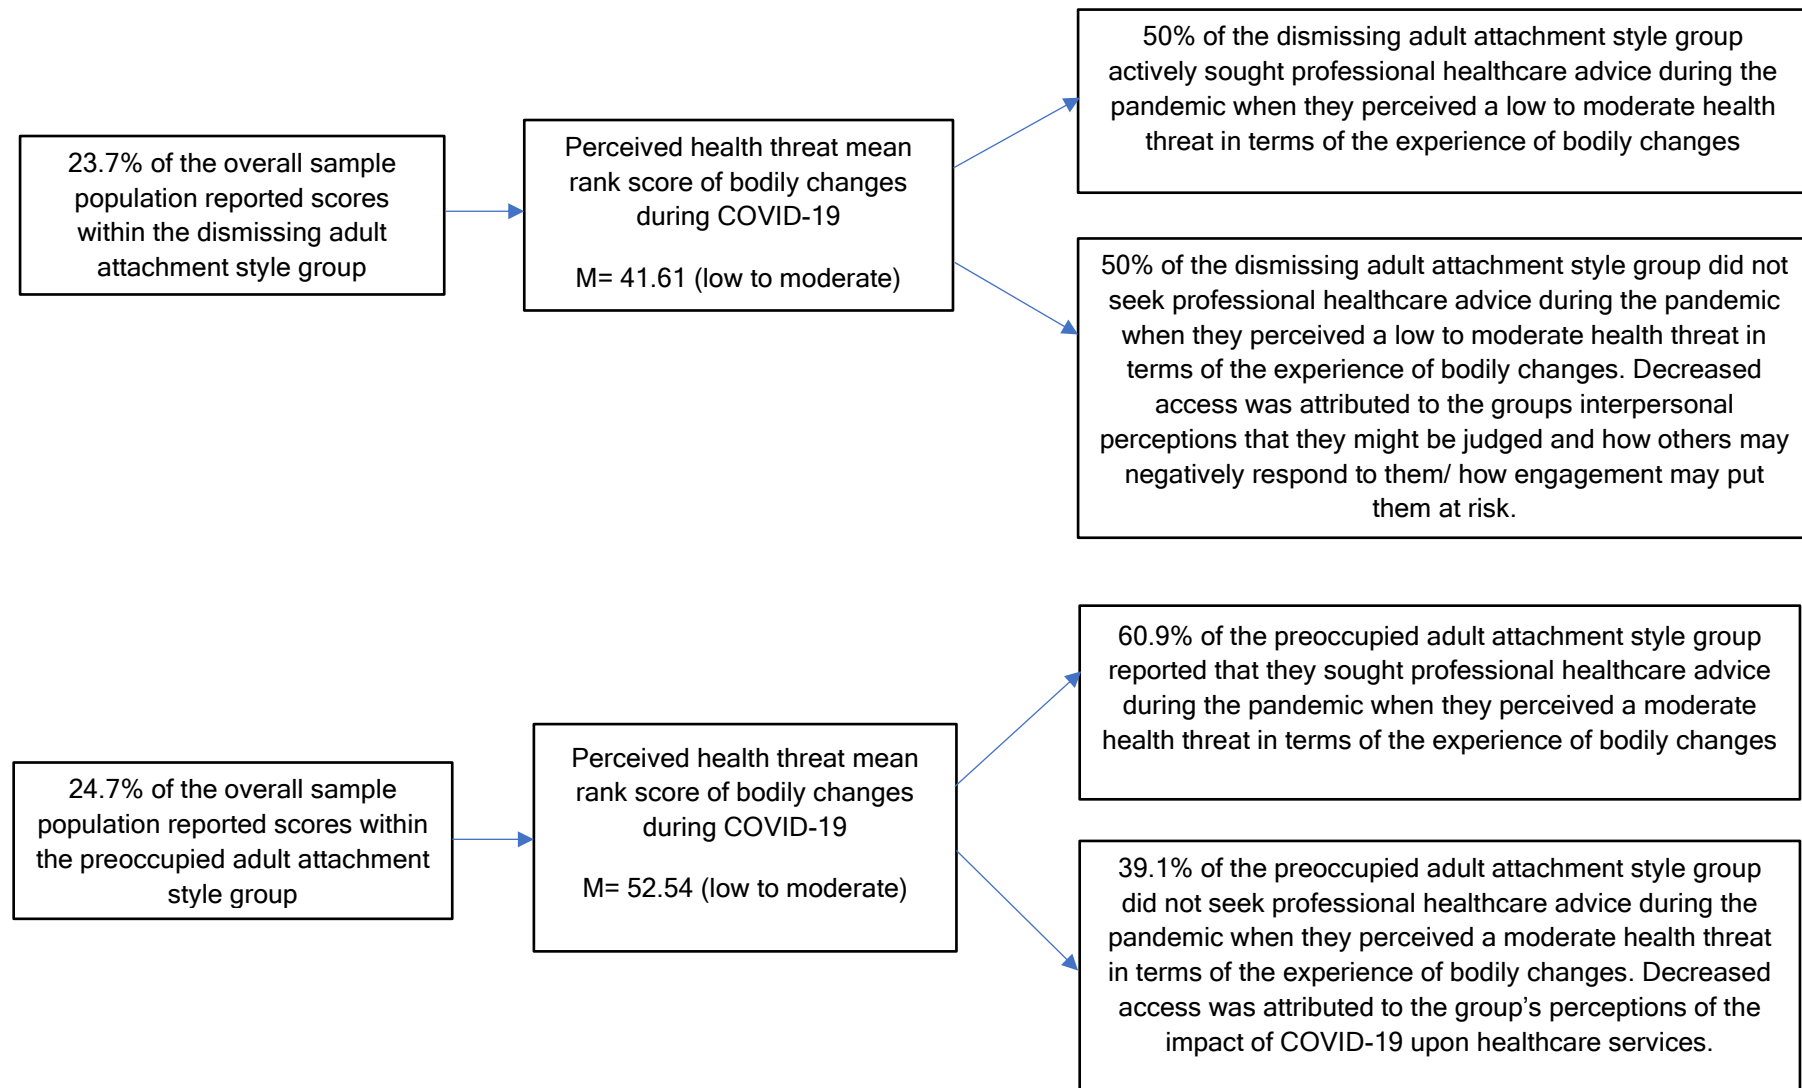 23.7% of the overall sample
population reported scores
within the dismissing adult
attachment style group
Perceived health threat mean
rank score of bodily changes
during COVID-19
M= 41.61 (low to moderate)
50% of the dismissing adult attachment style group
actively sought professional healthcare advice during the
pandemic when they perceived a low to moderate health
threat in terms of the experience of bodily changes
50% of the dismissing adult attachment style group did not
seek professional healthcare advice during the pandemic
when they perceived a low to moderate health threat in
terms of the experience of bodily changes. Decreased
access was attributed to the groups interpersonal
perceptions that they might be judged and how others may
negatively respond to them/ how engagement may put
them at risk.
24.7% of the overall sample
population reported scores within
the preoccupied adult attachment
style group
Perceived health threat mean
rank score of bodily changes
during COVID-19
M= 52.54 (low to moderate)
60.9% of the preoccupied adult attachment style group
reported that they sought professional healthcare advice
during the pandemic when they perceived a moderate
health threat in terms of the experience of bodily changes
39.1% of the preoccupied adult attachment style group
did not seek professional healthcare advice during the
pandemic when they perceived a moderate health threat
in terms of the experience of bodily changes. Decreased
access was attributed to the group’s perceptions of the
impact of COVID-19 upon healthcare services.